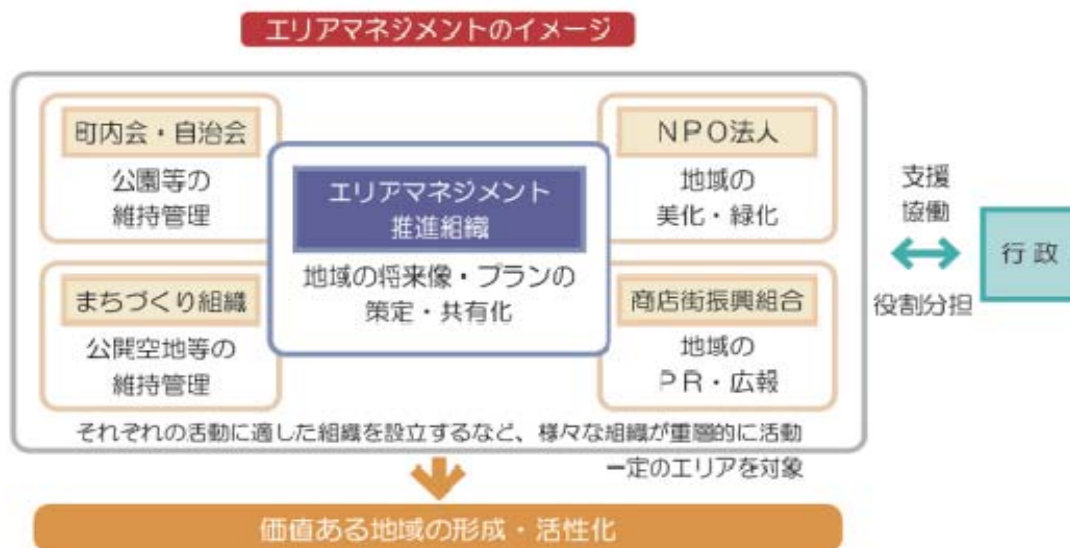 エリアマネジメントのイメージ
町内会・自治会
公園等の
維持管理
エリアマネジメント
推進組織
地域の将来像・プランの
策定・共有化
NPO法人
地域の
美化・緑化
まちづくり組織
公開空地等の
維持管理
商店街振興組合
地域の
PR・広報
それぞれの活動に適した組織を設立するなど、様々な組織が重層的に活動
一定のエリアを対象
支援
協働
役割分担
行政
価値ある地域の形成・活性化